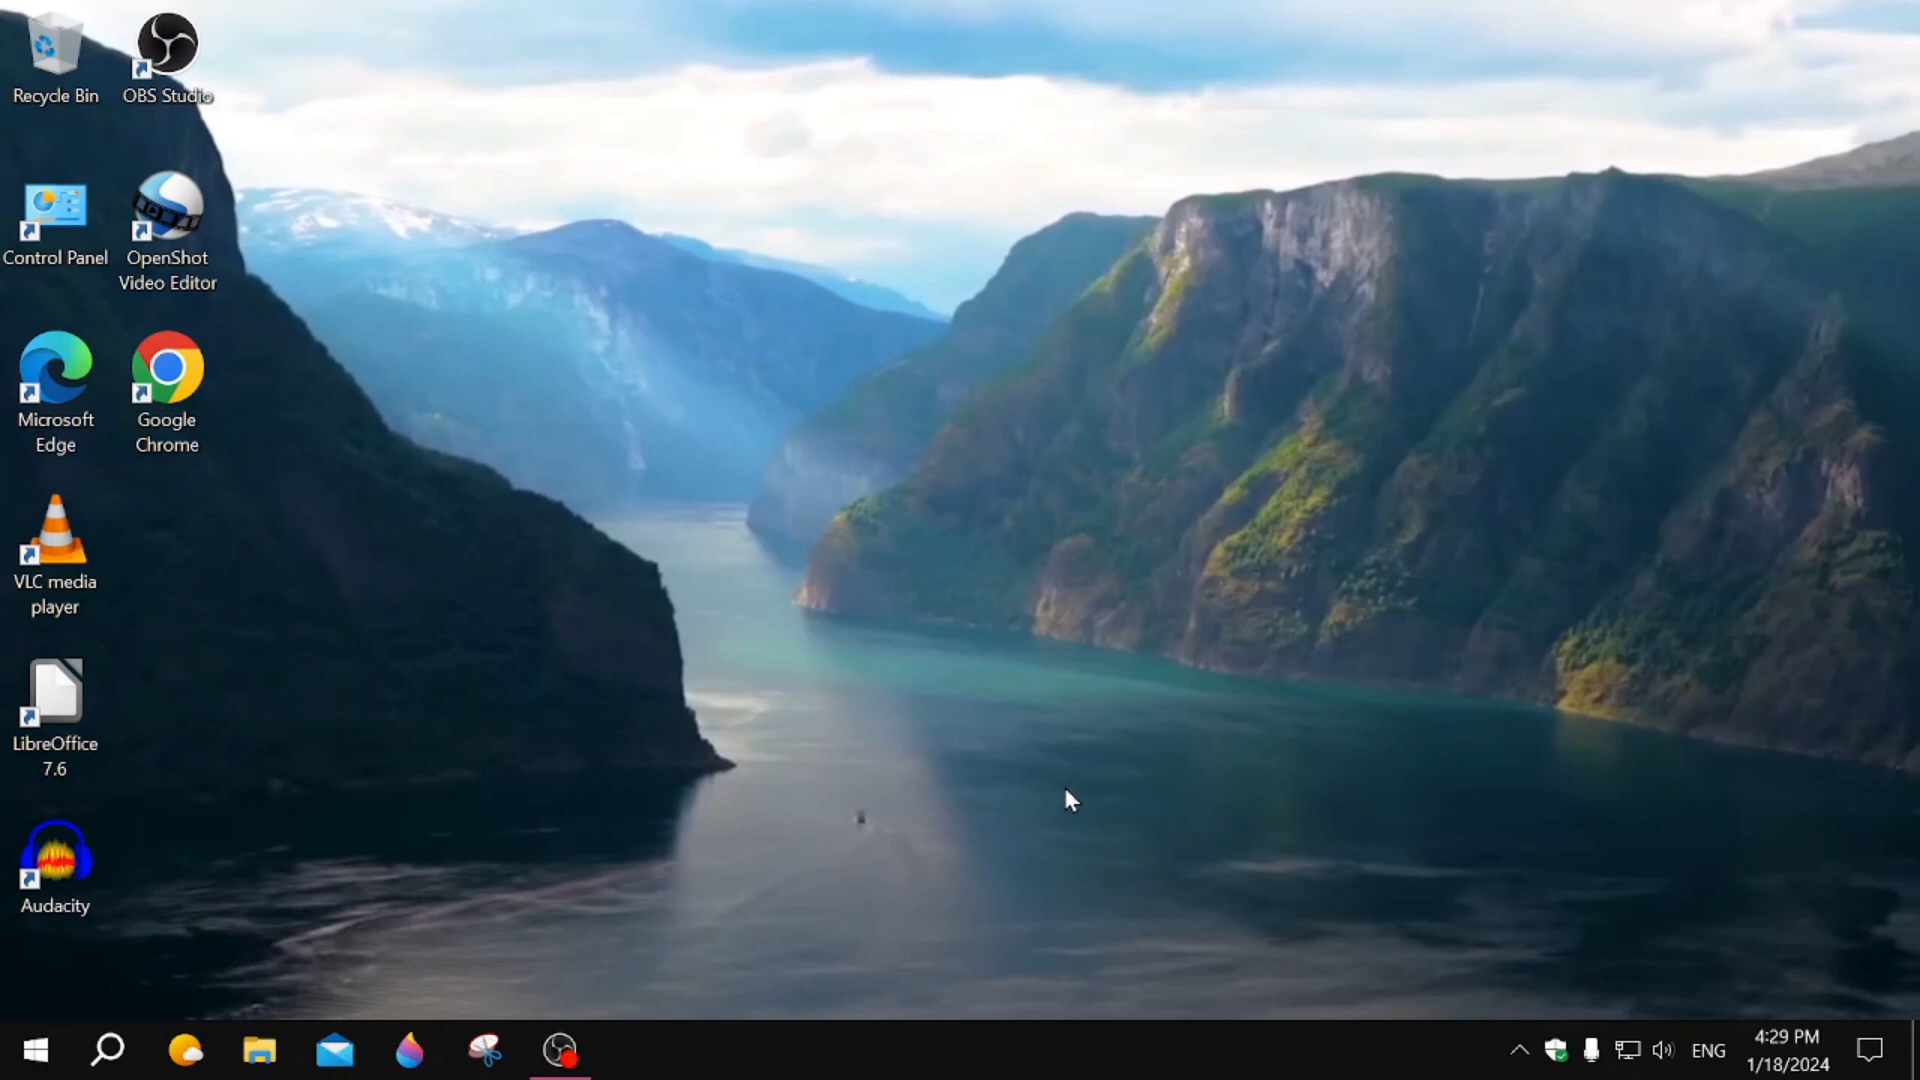 Recycle Bin
OBS Studio
Control Panel
OpenShot
Video Editor
Microsoft
Edge
Google
Chrome
VLC media
player
LibreOffice
7.6
Audacity
ENG
4:29 PM
1/18/2024